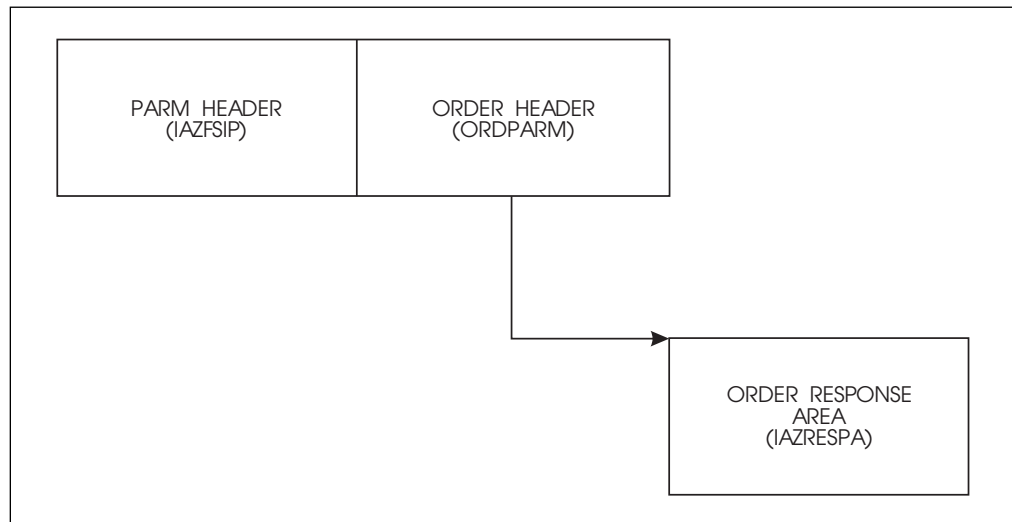 PARM HEADER
(IAZFSIP)
ORDER HEADER
(ORDPARM)
ORDER RESPONSE
AREA
(IAZRESPA)